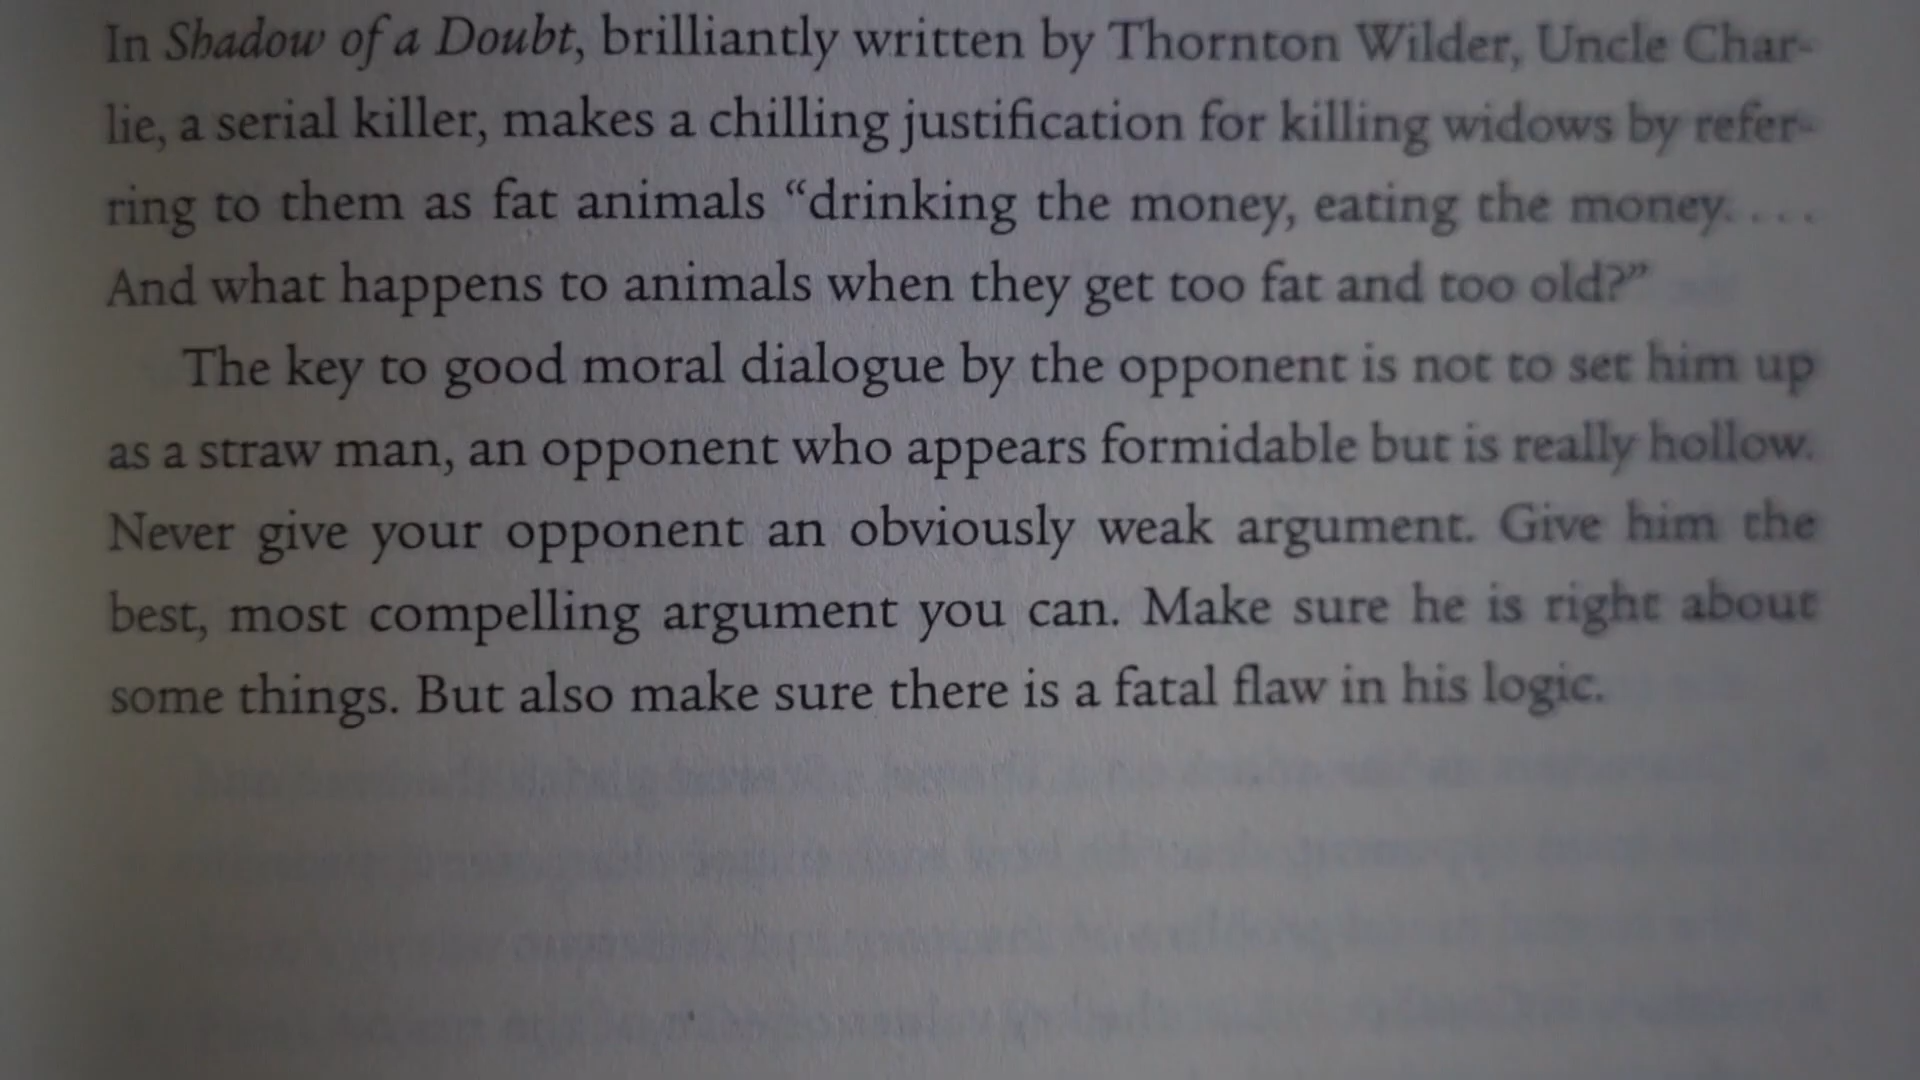 In Shadow of a Doubt, brilliantly written by Thornton Wilder, Uncle Char-
lie, a serial killer, makes a chilling justification for killing widows by refer-
ring to them as fat animals “drinking the money, eating the money. . . .
And what happens to animals when they get too fat and too old?”
The key to good moral dialogue by the opponent is not to set him up
as a straw man, an opponent who appears formidable but is really hollow.
Never give your opponent an obviously weak argument. Give him the
best, most compelling argument you can. Make sure he is right about
some things. But also make sure there is a fatal flaw in his logic.